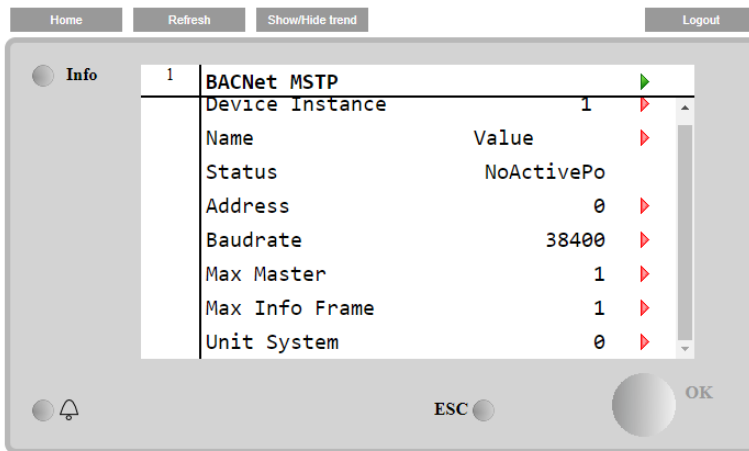 Home Refresh Show/Hide trend Logout
Info 1 BACNet MSTP
Device Instance 1
Name Value
Status NoActivePo
Address 0
Baudrate 38400
Max Master 1
Max Info Frame 1
Unit System 0
OK
ESC